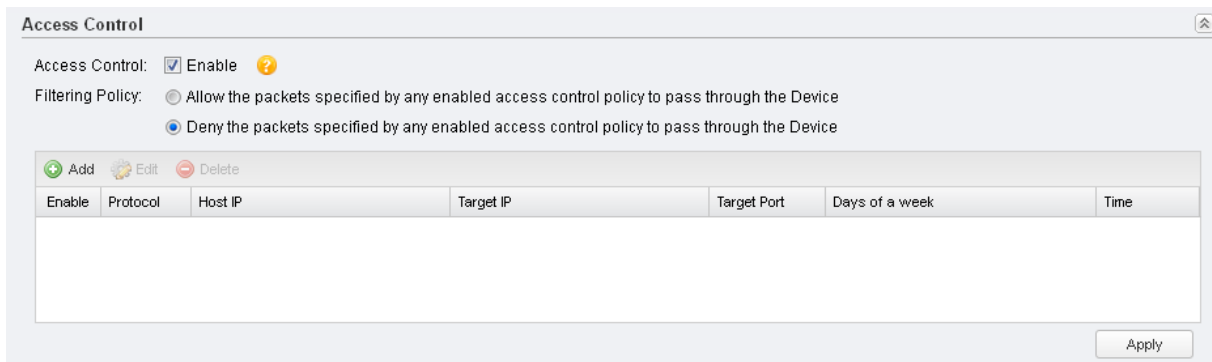 Access Control
Access Control: Enable ?
Filtering Policy: Allow the packets specified by any enabled access control policy to pass through the Device
Deny the packets specified by any enabled access control policy to pass through the Device
Add Edit Delete
Enable Protocol Host IP Target IP Target Port Days of a week Time
Apply